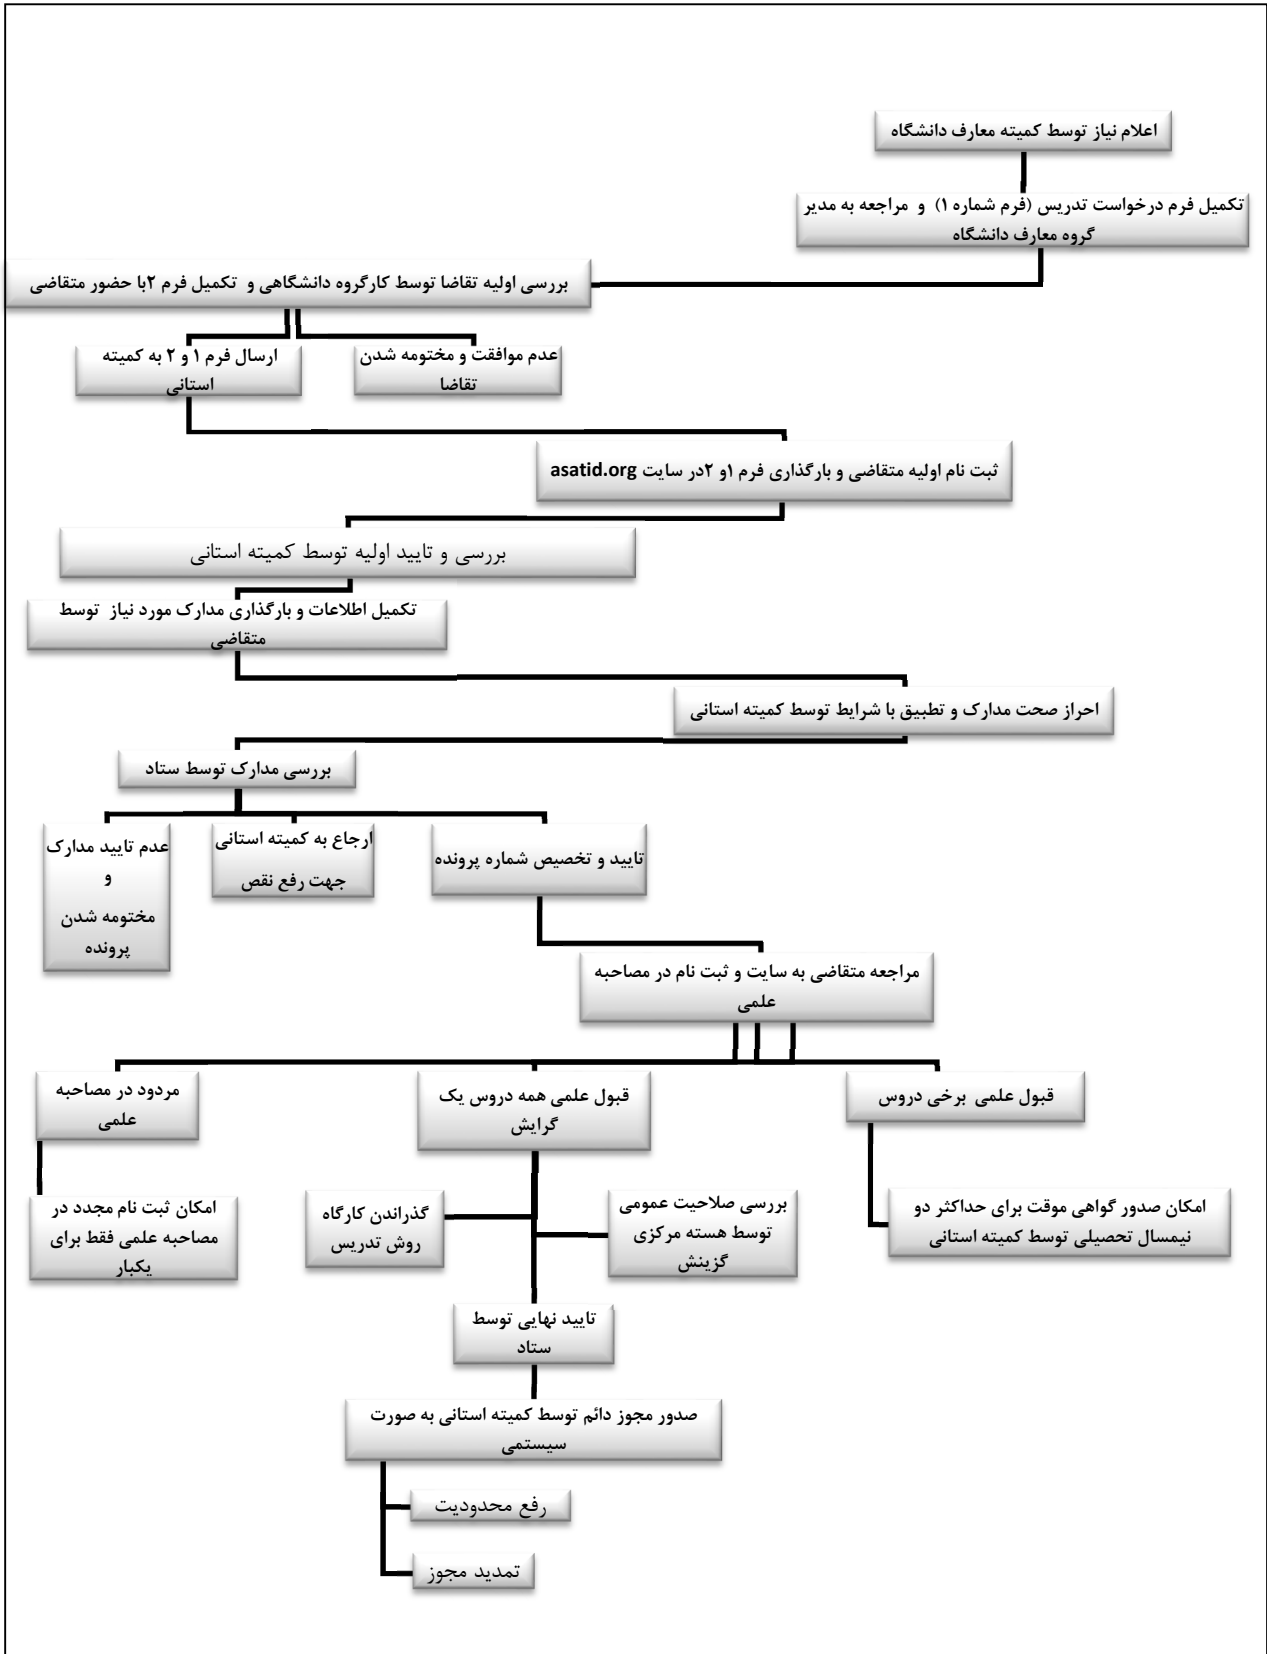 اعلام نیاز توسط کمیته معارف دانشگاه
تکمیل فرم درخواست تدریس (فرم شماره ۱) و مراجعه به مدیر
گروه معارف دانشگاه
بررسی اولیه تقاضا توسط کارگروه دانشگاهی و تکمیل فرم ۲با حضور متقاضی
عدم موافقت و مختومه شدن
تقاضا
ارسال فرم ۱ و ۲ به کمیته
استانی
ثبت نام اولیه متقاضی و بارگذاری فرم ۱و ۲در سایت asatid.org
بررسی و تایید اولیه توسط کمیته استانی
تکمیل اطلاعات و بارگذاری مدارک مورد نیاز توسط
متقاضی
احراز صحت مدارک و تطبیق با شرایط توسط کمیته استانی
بررسی مدارک توسط ستاد
تایید و تخصیص شماره پرونده
ارجاع به کمیته استانی
جهت رفع نقص
عدم تایید مدارک
و
مختومه شدن
پرونده
مراجعه متقاضی به سایت و ثبت نام در مصاحبه
علمی
قبول علمی برخی دروس
قبول علمی همه دروس یک
گرایش
مردود در مصاحبه
علمی
امکان صدور گواهی موقت برای حداکثر دو
نیمسال تحصیلی توسط کمیته استانی
بررسی صلاحیت عمومی
توسط هسته مرکزی
گزینش
گذراندن کارگاه
روش تدریس
امکان ثبت نام مجدد در
مصاحبه علمی فقط برای
یکبار
تایید نهایی توسط
ستاد
صدور مجوز دائم توسط کمیته استانی به صورت
سیستمی
رفع محدودیت
تمدید مجوز